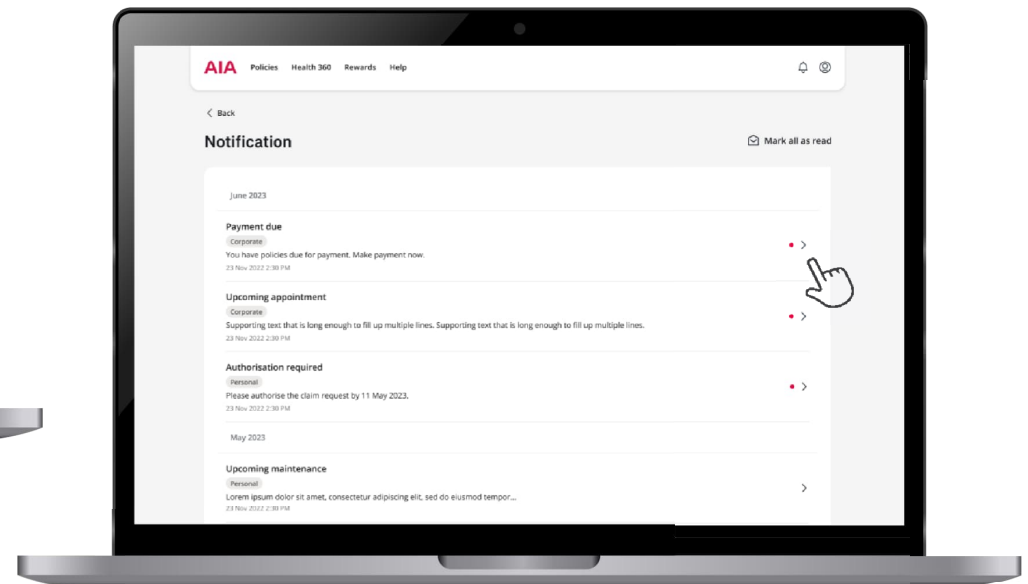 AIA Policies Health 360 Rewards Help
Back
Notification
Mark all as read
June 2023
Payment due
Corporate
You have policies due for payment. Make payment now.
23 Nov 2022 2:30 PM
Upcoming appointment
Corporate
Supporting text that is long enough to fill up multiple lines. Supporting text that is long enough to fill up multiple lines.
23 Nov 2022 2:30 PM
Authorisation required
Personal
Please authorise the claim request by 11 May 2023.
23 Nov 2022 2:30 PM
May 2023
Upcoming maintenance
Personal
Lorem ipsum dolor sit amet, consectetur adipiscing elit, sed do eiusmod tempor...
23 Nov 2022 2:30 PM